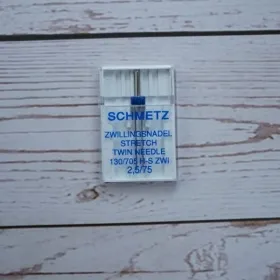 SCHMETZ
ZWILLINGSNADEL
STRETCH
TWIN NEEDLE
130/705 H-S ZWI
2,5/75